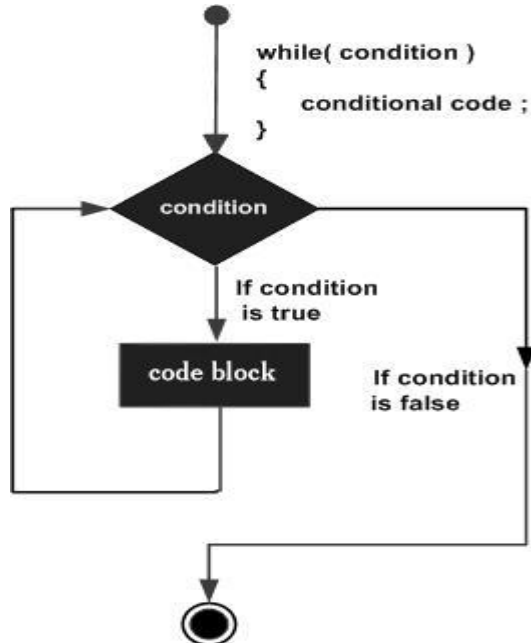 while( condition )
{
conditional code ;
}
condition
If condition
is true
code block
If condition
is false